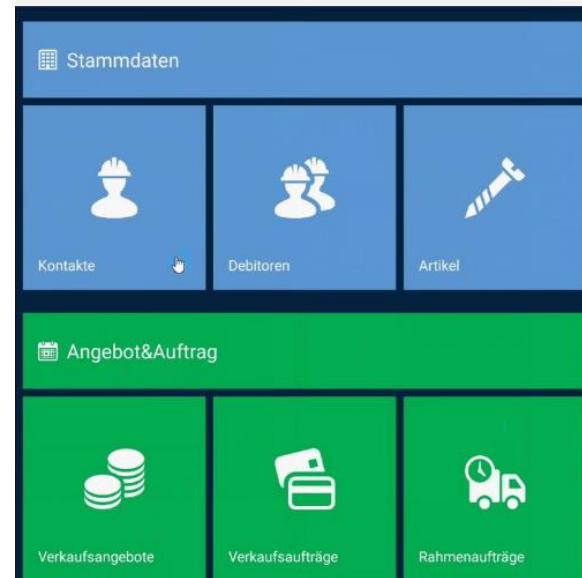 Stammdaten
Kontakte
Debitoren
Artikel
Angebot&Auftrag
Verkaufsangebote
Verkaufsaufträge
Rahmenaufträge